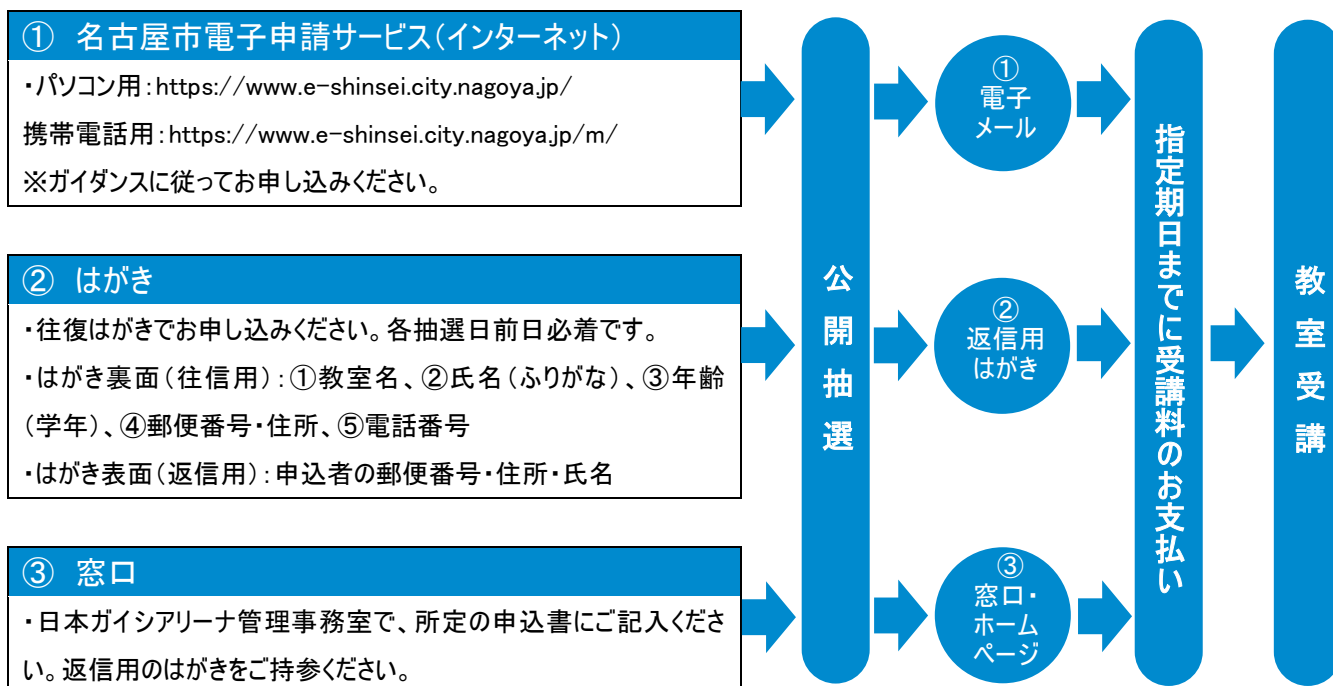 ① 名古屋市電子申請サービス(インターネット)
・パソコン用:https://www.e-shinsei.city.nagoya.jp/
携帯電話用:https://www.e-shinsei.city.nagoya.jp/m/
※ガイダンスに従ってお申し込みください。
② はがき
・往復はがきでお申し込みください。各抽選日前日必着です。
・はがき裏面(往信用):①教室名、②氏名(ふりがな)、③年齢
(学年)、④郵便番号・住所、⑤電話番号
・はがき表面(返信用):申込者の郵便番号・住所・氏名
③ 窓口
・日本ガイシアリーナ管理事務室で、所定の申込書にご記入くださ
い。返信用のはがきをご持参ください。
公開抽選
①
電子
メール
②
返信用
はがき
③
窓口・
ホーム
ページ
指定期日までに受講料のお支払い
教室受講